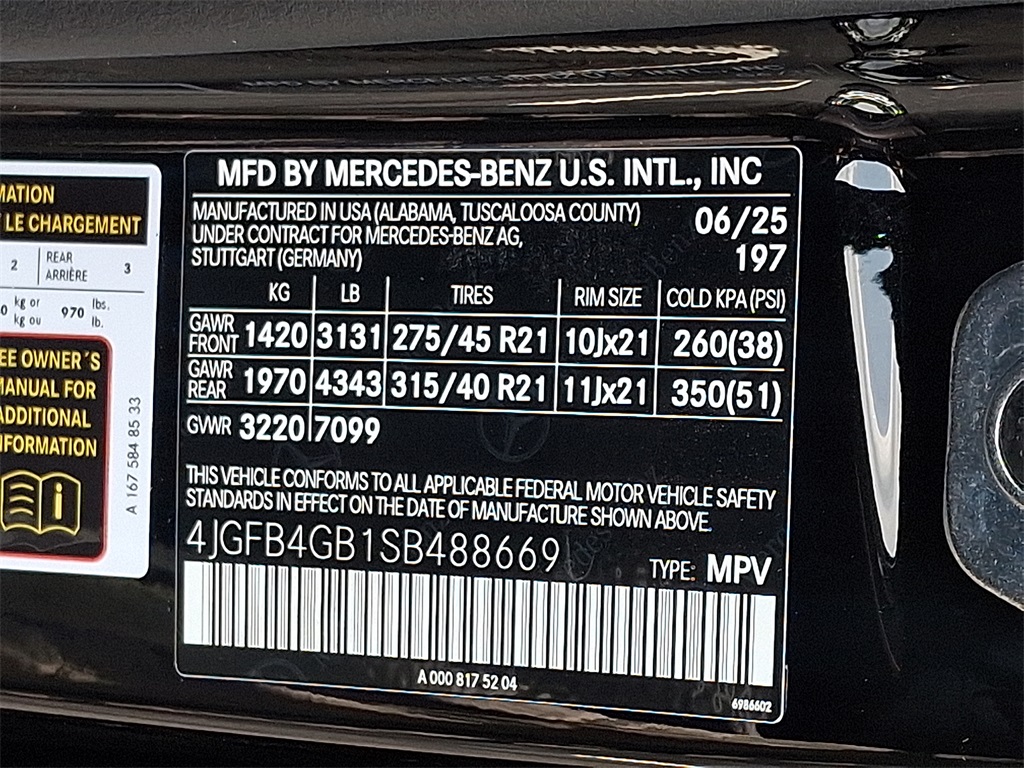 MATION
LE CHARGEMENT
2 REAR ARRIÈRE 3
0 kg or kg ou 970 lbs. lb.
EE OWNER´S
MANUAL FOR
ADDITIONAL
INFORMATION
A 167 584 85 33
MFD BY MERCEDES-BENZ U.S. INTL., INC
MANUFACTURED IN USA (ALABAMA, TUSCALOOSA COUNTY)
UNDER CONTRACT FOR MERCEDES-BENZ AG,
STUTTGART (GERMANY)
06/25
197
KG LB TIRES RIM SIZE COLD KPA (PSI)
GAWR FRONT 1420 3131 275/45 R21 10Jx21 260(38)
GAWR REAR 1970 4343 315/40 R21 11Jx21 350(51)
GVWR 3220 7099
THIS VEHICLE CONFORMS TO ALL APPLICABLE FEDERAL MOTOR VEHICLE SAFETY
STANDARDS IN EFFECT ON THE DATE OF MANUFACTURE SHOWN ABOVE.
4JGFB4GB1SB488669
TYPE: MPV
A 000 817 52 04
6986602